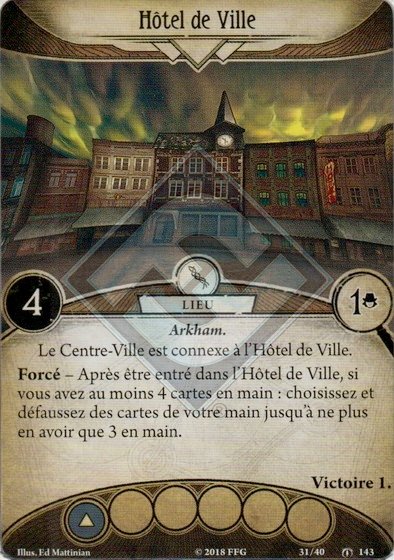 Hôtel de Ville
4
LIEU
1
Arkham.
Le Centre-Ville est connexe à l'Hôtel de Ville.
Forcé – Après être entré dans l'Hôtel de Ville, si
vous avez au moins 4 cartes en main : choisissez et
défaussez des cartes de votre main jusqu'à ne plus
en avoir que 3 en main.
Victoire 1.
Illus. Ed Mattinian
© 2018 FFG
31/40
143